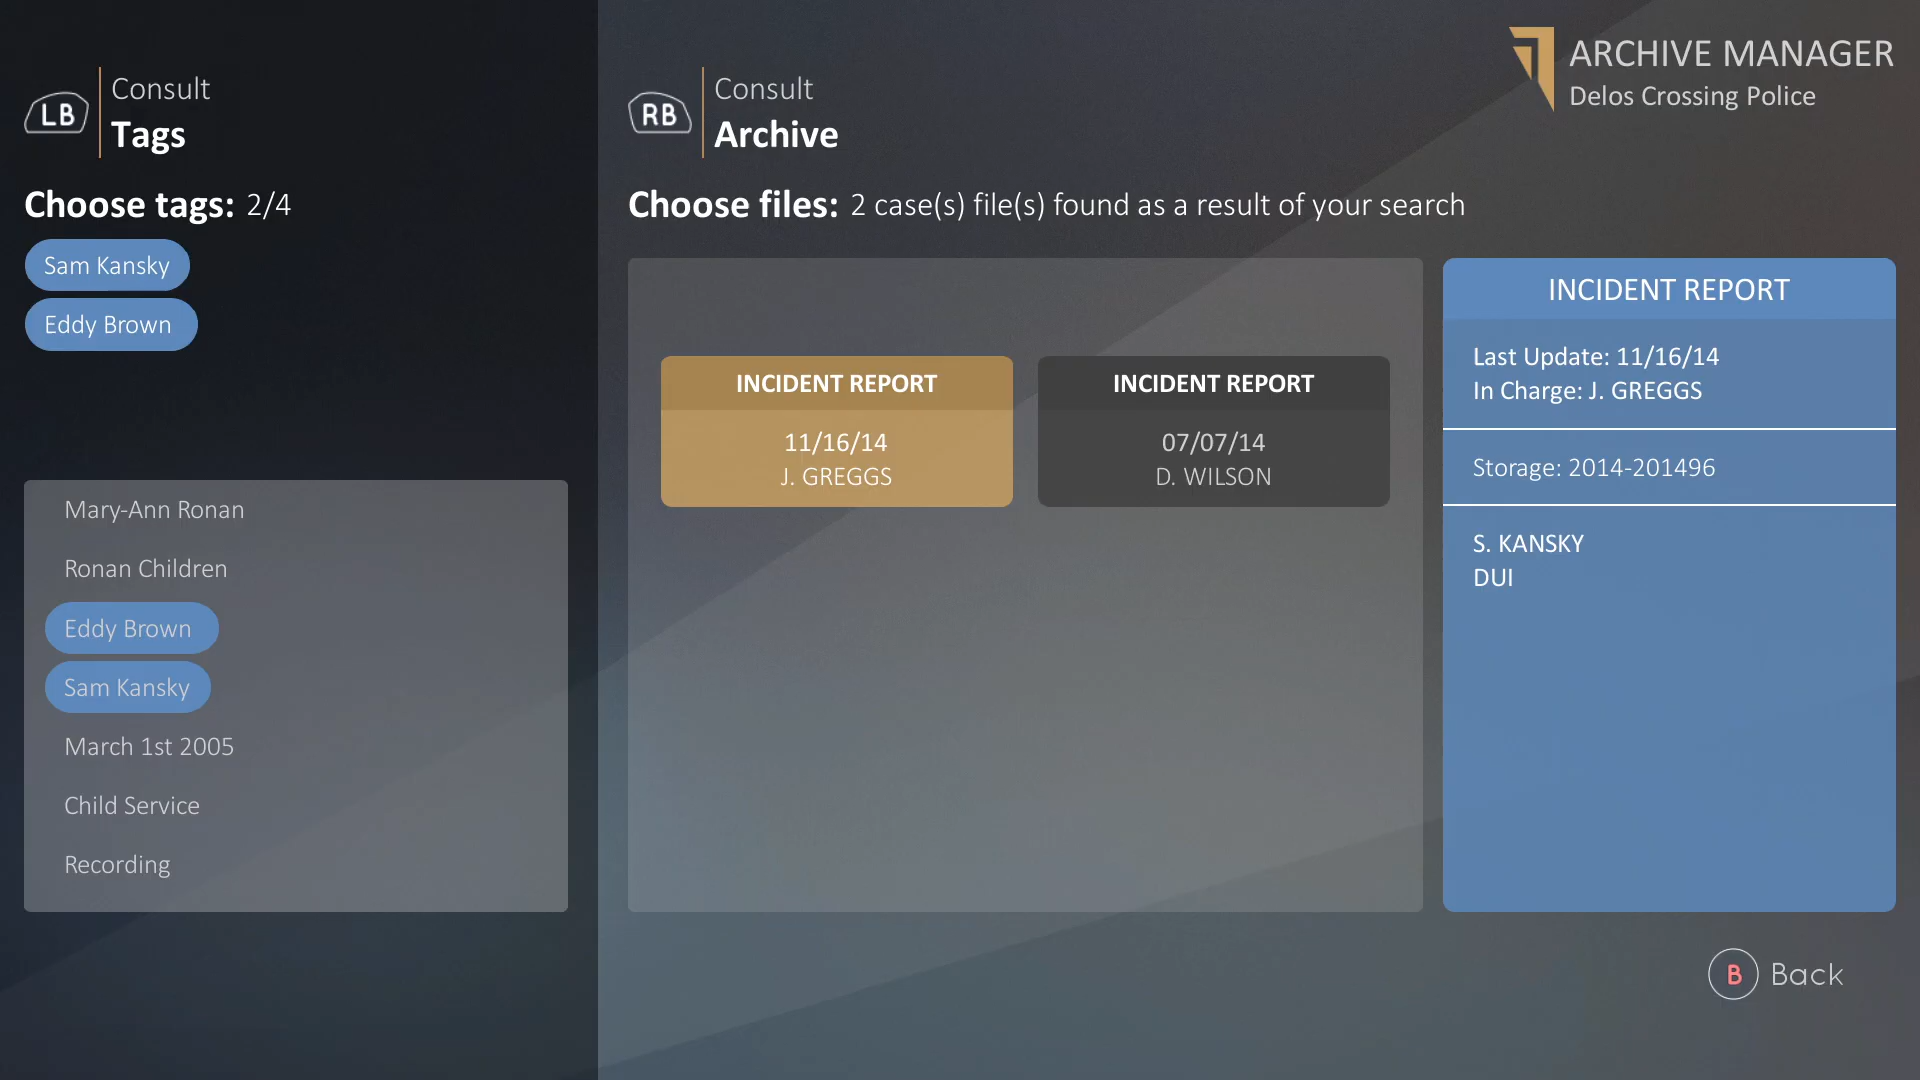 LB
Consult
Tags
Choose tags: 2/4
Sam Kansky
Eddy Brown
Mary-Ann Ronan
Ronan Children
Eddy Brown
Sam Kansky
March 1st 2005
Child Service
Recording
RB
Consult
Archive
ARCHIVE MANAGER
Delos Crossing Police
Choose files: 2 case(s) file(s) found as a result of your search
INCIDENT REPORT
11/16/14
J. GREGGS
INCIDENT REPORT
07/07/14
D. WILSON
INCIDENT REPORT
Last Update: 11/16/14
In Charge: J. GREGGS
Storage: 2014-201496
S. KANSKY
DUI
B Back